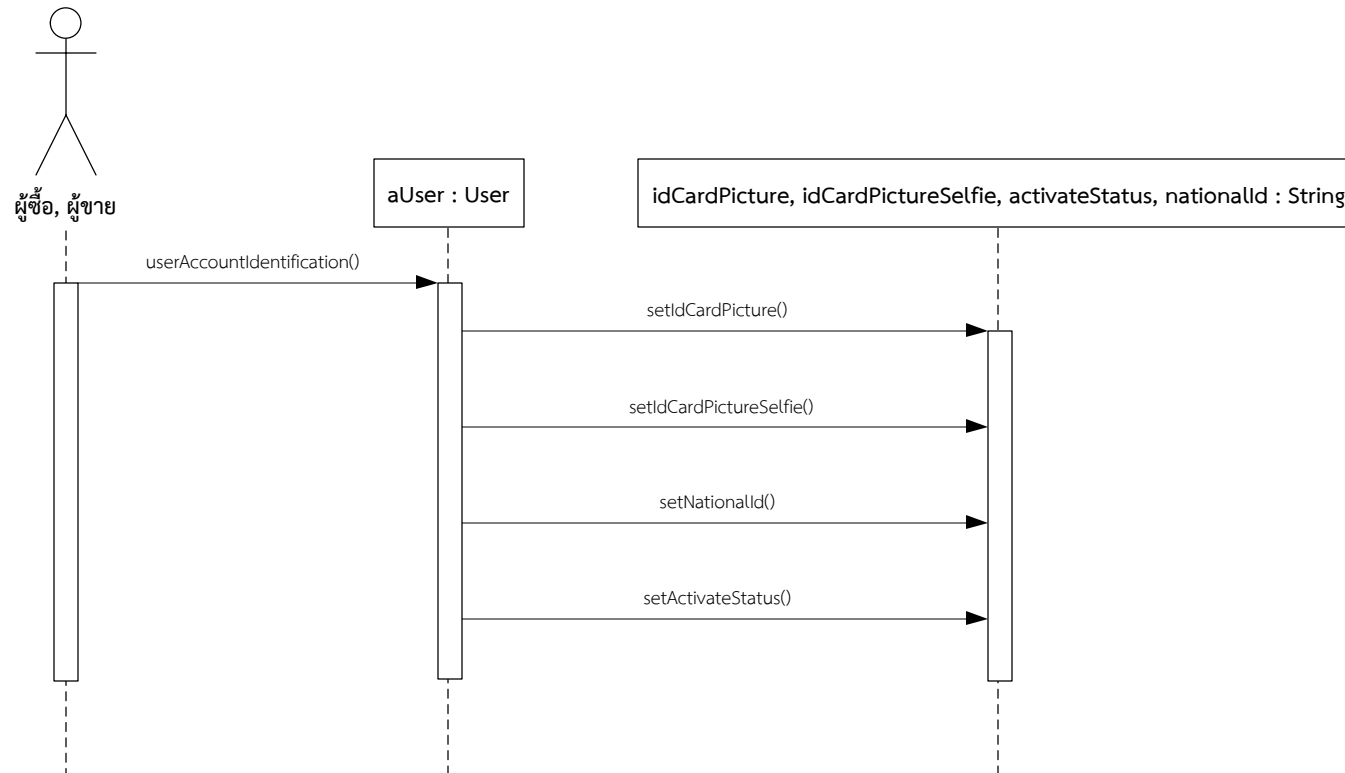 ผู้ซื้อ, ผู้ขาย
aUser : User
idCardPicture, idCardPictureSelfie, activateStatus, nationalId : String
userAccountIdentification()
setIdCardPicture()
setIdCardPictureSelfie()
setNationalId()
setActivateStatus()